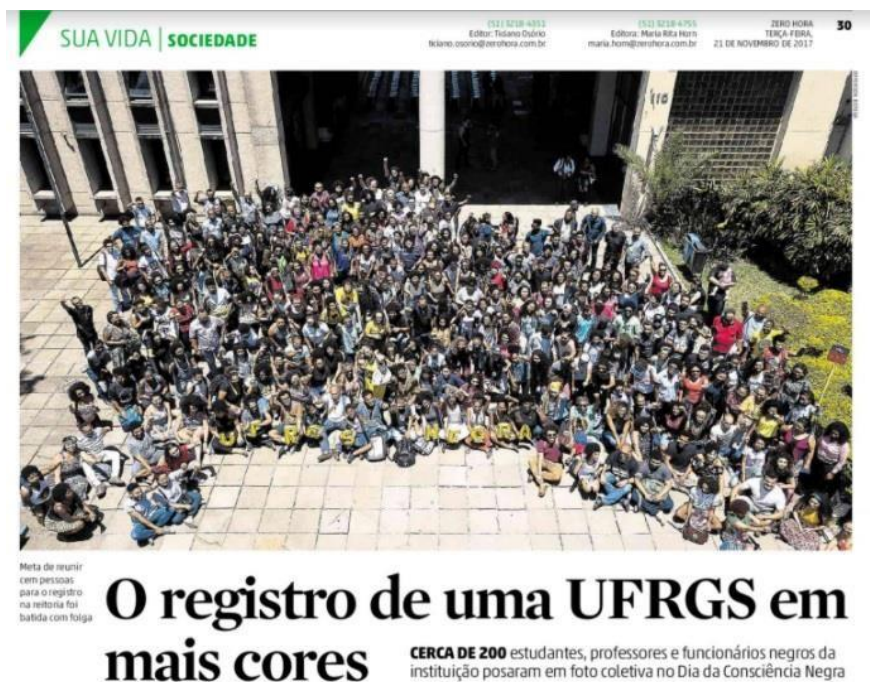 SUA VIDA | SOCIEDADE
(51) 3218-4351
Editor: Ticiano Osório
ticiano.osorio@zerohora.com.br
(51) 3218-4755
Editora: Maria Rita Horn
maria.horn@zerohora.com.br
ZERO HORA
TERÇA-FEIRA,
21 DE NOVEMBRO DE 2017
30
110
UFRGS NEGRA
Meta de reunir
cem pessoas
para o registro
na reitoria foi
batida com folga
O registro de uma UFRGS em
mais cores
CERCA DE 200 estudantes, professores e funcionários negros da
instituição posaram em foto coletiva no Dia da Consciência Negra